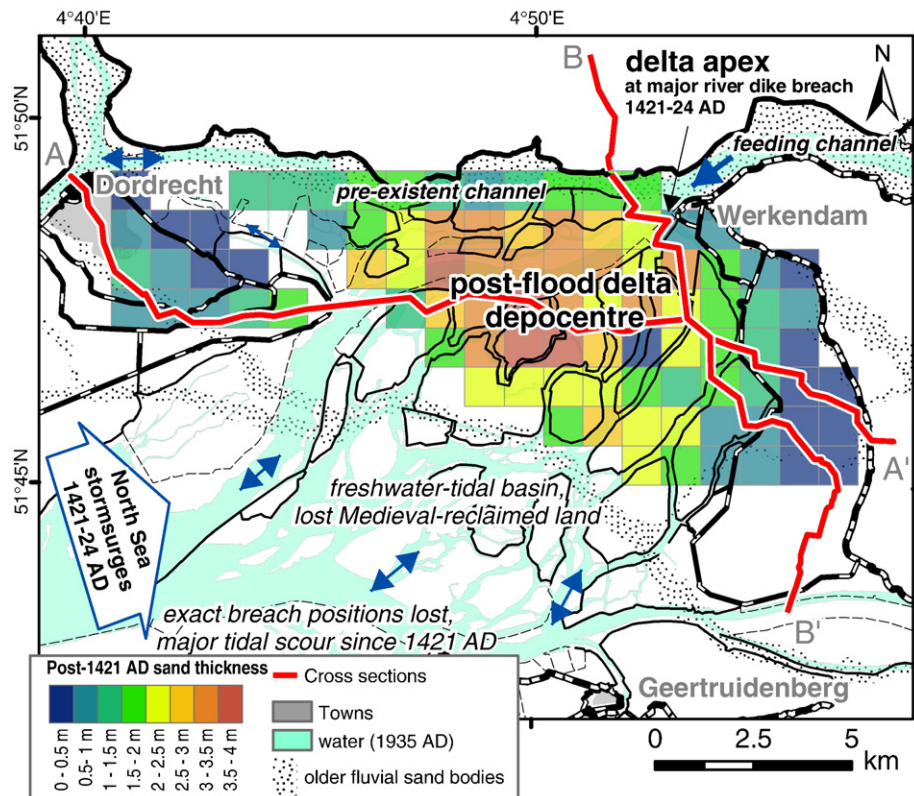 4°40'E
4°50'E
51°50'N
51°45'N
A
B
delta apex
at major river dike breach
1421-24 AD
N
feeding channel
Dordrecht
pre-existent channel
Werkendam
post-flood delta
depocentre
A'
North Sea
stormsurges
1421-24 AD
freshwater-tidal basin,
lost Medieval-reclaimed land
exact breach positions lost,
major tidal scour since 1421 AD
B'
Geertruidenberg
Post-1421 AD sand thickness
0 - 0.5 m
0.5- 1 m
1 - 1.5 m
1.5 - 2 m
2 - 2.5 m
2.5 - 3 m
3 - 3.5 m
3.5 - 4 m
Cross sections
Towns
water (1935 AD)
older fluvial sand bodies
0 2.5 5
km